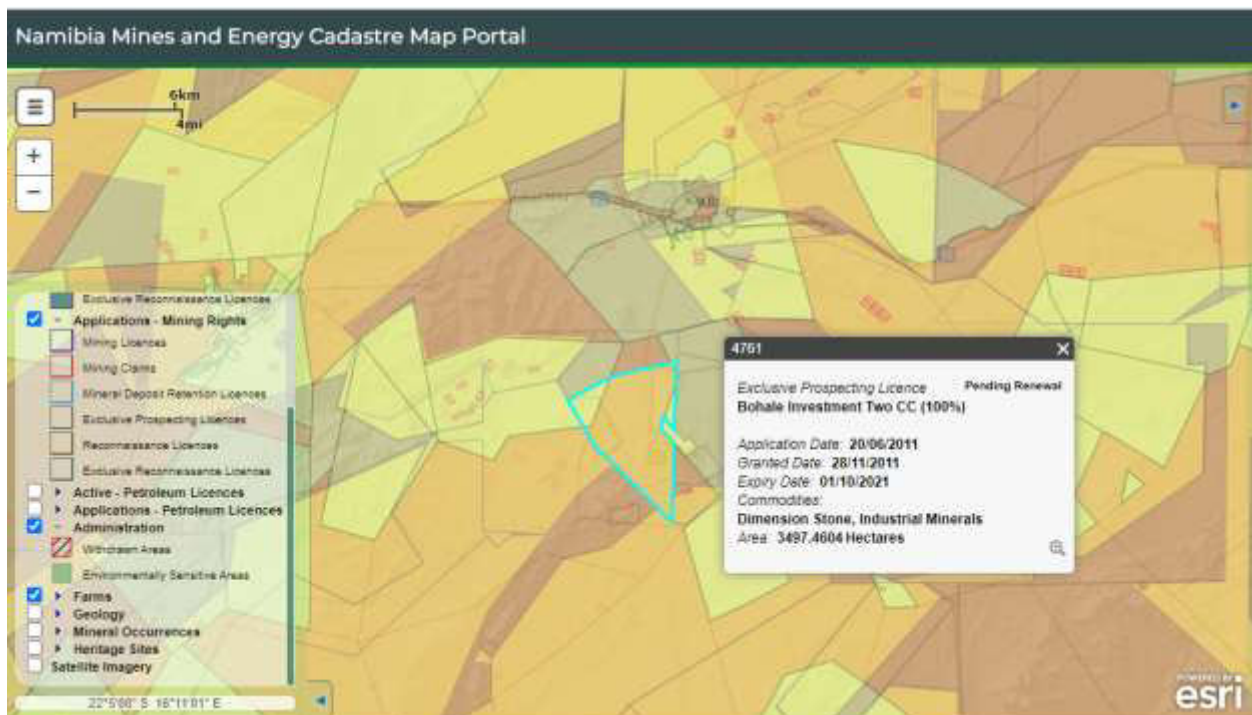 Namibia Mines and Energy Cadastre Map Portal
6km
4mi
+
−
Exclusive Reconnaissance Licences
Applications - Mining Rights
Mining Licences
Mining Claims
Mineral Deposit Retention Licences
Exclusive Prospecting Licences
Reconnaissance Licences
Exclusive Reconnaissance Licences
Active - Petroleum Licences
Applications - Petroleum Licences
Administration
Withdrawn Areas
Environmentally Sensitive Areas
Farms
Geology
Mineral Occurrences
Heritage Sites
Satellite Imagery
4761
Exclusive Prospecting Licence Pending Renewal
Bohale Investment Two CC (100%)
Application Date: 20/06/2011
Granted Date: 28/11/2011
Expiry Date: 01/10/2021
Commodities:
Dimension Stone, Industrial Minerals
Area: 3497.4604 Hectares
POWERED BY
esri